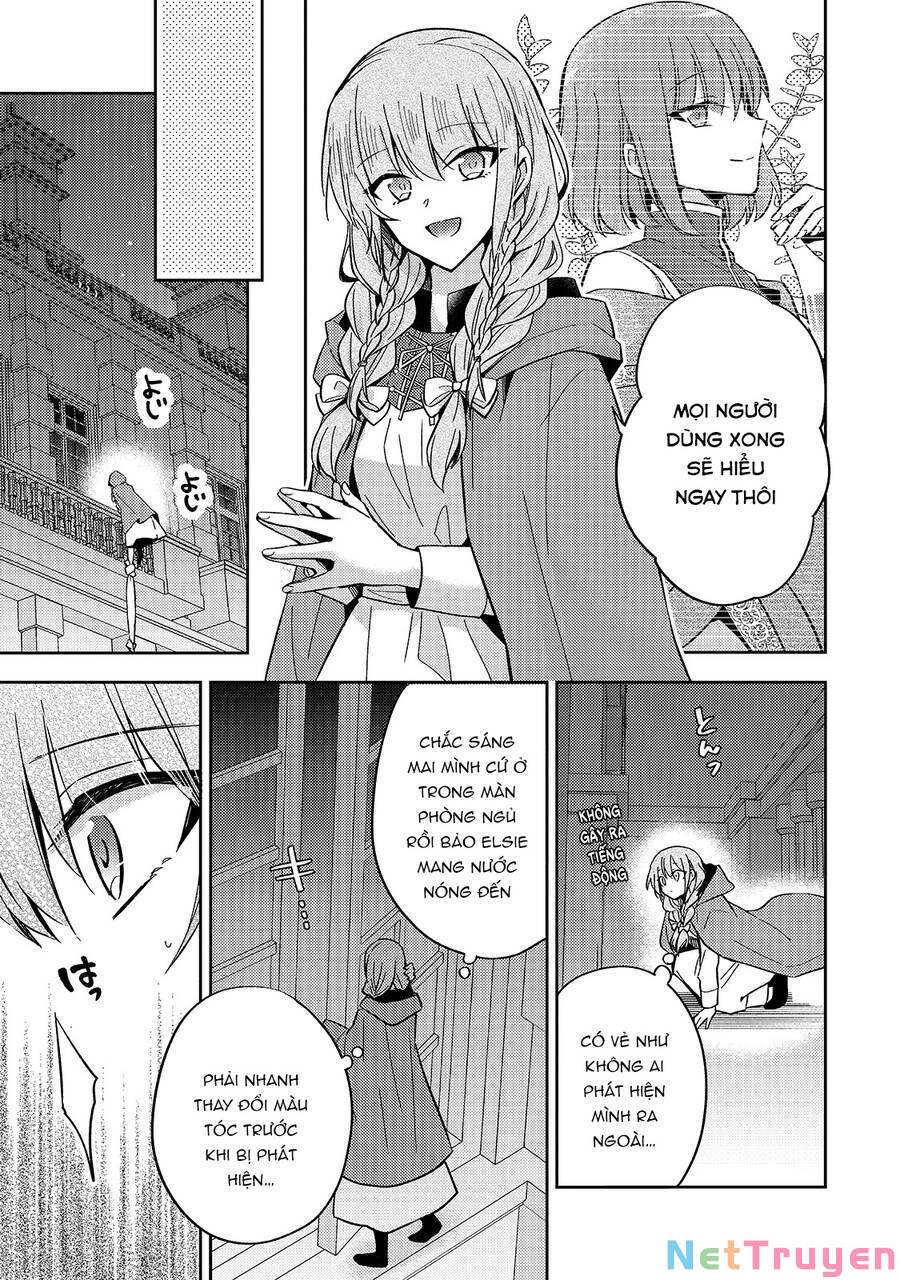 MỌI NGƯỜI
DÙNG XONG
SẼ HIỂU
NGAY THÔI
よじ
よじ
とんっ
KHÔNG
GÂY RA
TIẾNG
ĐỘNG
CÓ VẺ NHƯ
KHÔNG AI
PHÁT HIỆN
MÌNH RA
NGOÀI...
CHẮC SÁNG
MAI MÌNH CỨ Ở
TRONG MÀN
PHÒNG NGỦ
RỒI BẢO ELSIE
MANG NƯỚC
NÓNG ĐẾN
PHẢI NHANH
THAY ĐỔI MÀU
TÓC TRƯỚC
KHI BỊ PHÁT
HIỆN...
はっ
NetTruyen